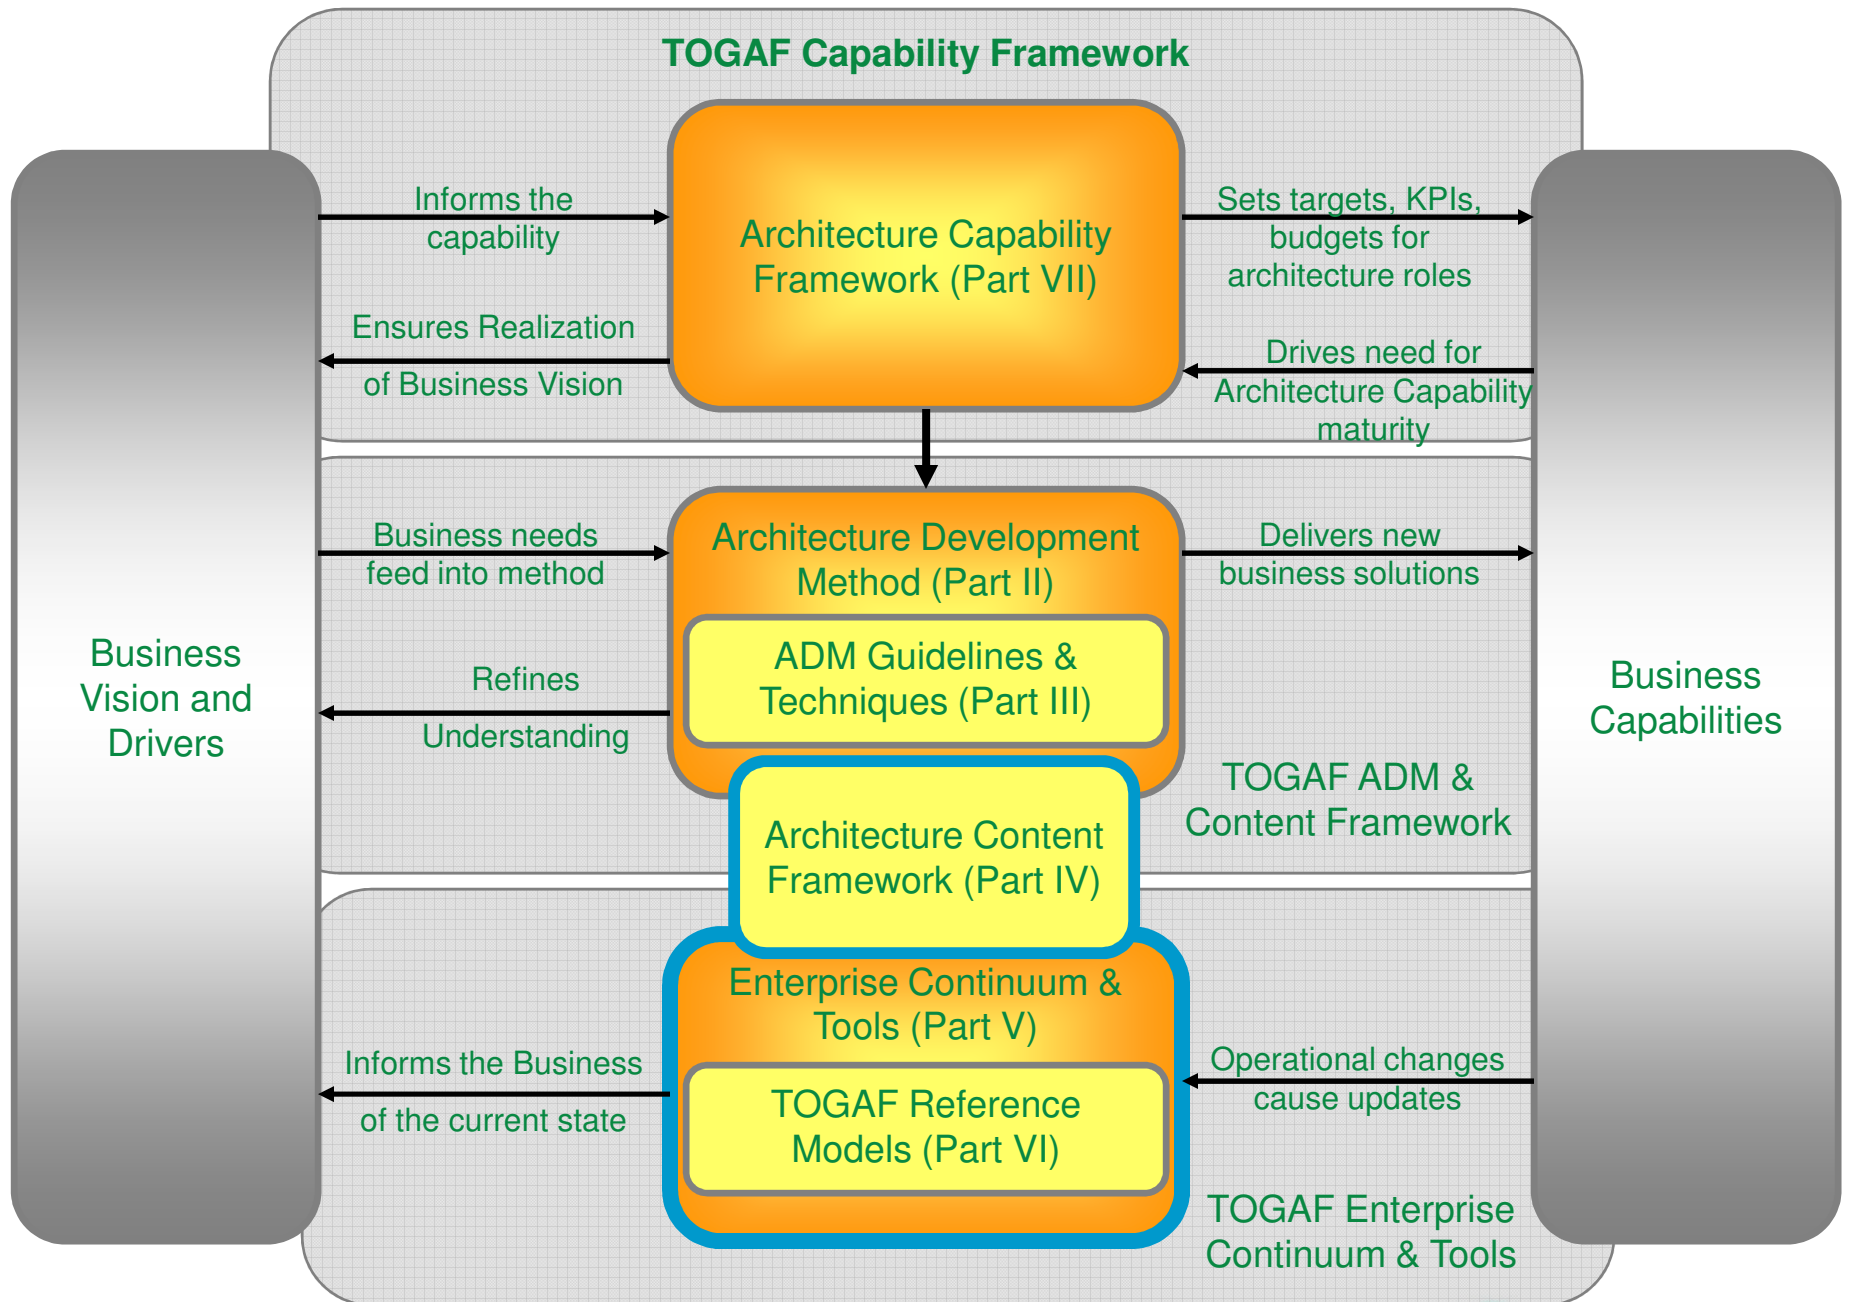 TOGAF Capability Framework
Informs the
capability
Architecture Capability
Framework (Part VII)
Sets targets, KPIs,
budgets for
architecture roles
Ensures Realization
of Business Vision
Drives need for
Architecture Capability
maturity
Business needs
feed into method
Architecture Development
Method (Part II)
Delivers new
business solutions
ADM Guidelines &
Techniques (Part III)
Refines
Understanding
Business
Vision and
Drivers
Business
Capabilities
TOGAF ADM &
Content Framework
Architecture Content
Framework (Part IV)
Enterprise Continuum &
Tools (Part V)
Informs the Business
of the current state
TOGAF Reference
Models (Part VI)
Operational changes
cause updates
TOGAF Enterprise
Continuum & Tools